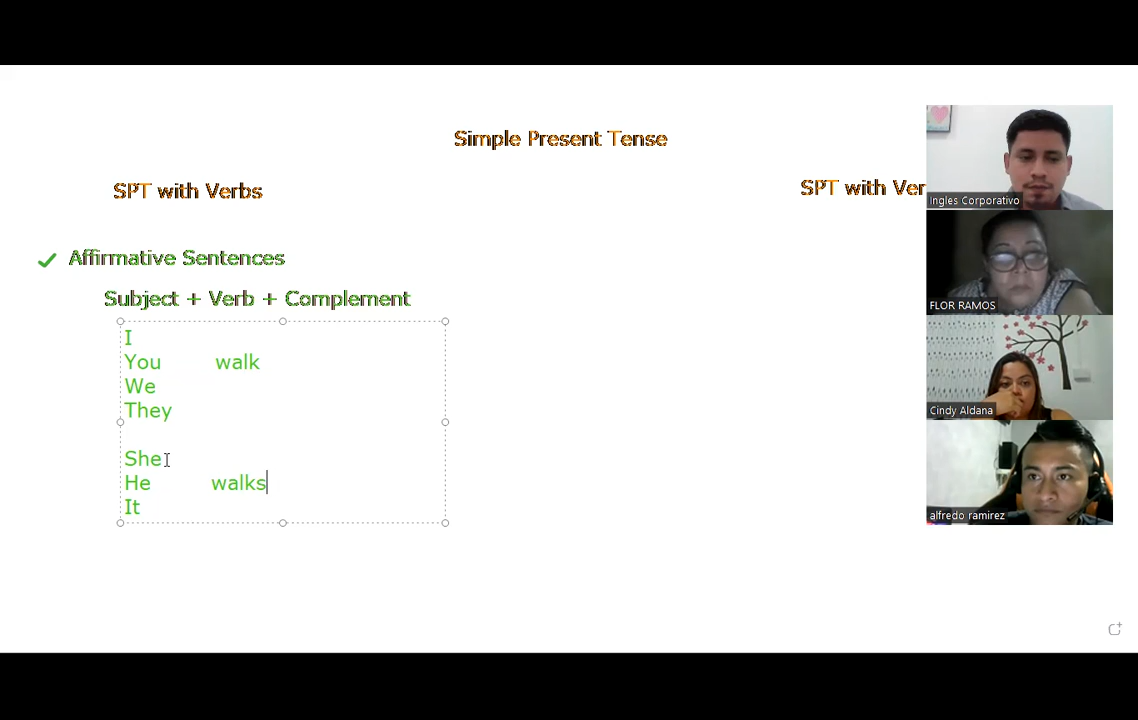 Simple Present Tense
SPT with Verbs
SPT with Ver
Affirmative Sentences
Subject + Verb + Complement
I
You walk
We
They
She
He walks
It
Ingles Corporativo
FLOR RAMOS
Cindy Aldana
alfredo ramirez